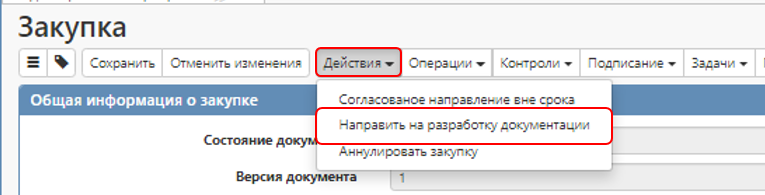 Закупка
Сохранить Отменить изменения Действия Операции Контроли Подписание Задачи
Общая информация о закупке
Согласованое направление вне срока
Состояние докум
Направить на разработку документации
Аннулировать закупку
Версия документа 1